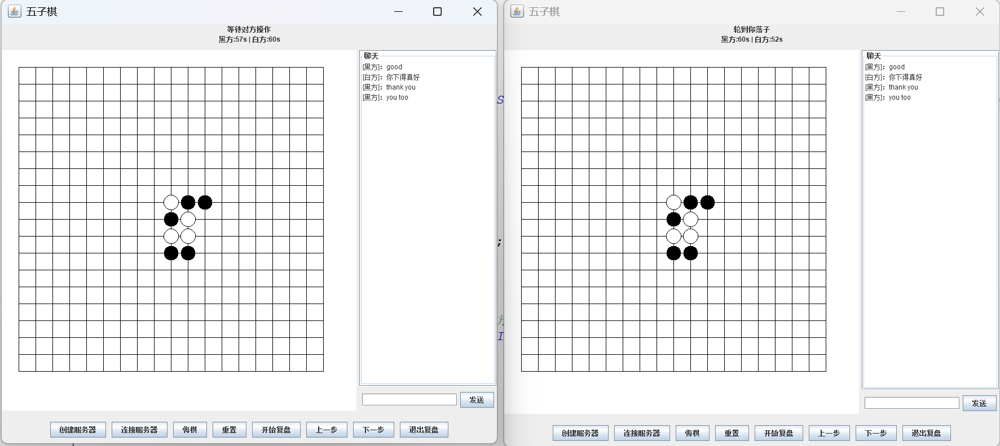 五子棋
等待对方操作
黑方:57s | 白方:60s
聊天
[黑方]：good
[白方]：你下得真好
[黑方]：thank you
[黑方]：you too
发送
创建服务器 连接服务器 悔棋 重置 开始复盘 上一步 下一步 退出复盘
S
;
I
五子棋
轮到你落子
黑方:60s | 白方:52s
聊天
[黑方]：good
[白方]：你下得真好
[黑方]：thank you
[黑方]：you too
发送
创建服务器 连接服务器 悔棋 重置 开始复盘 上一步 下一步 退出复盘